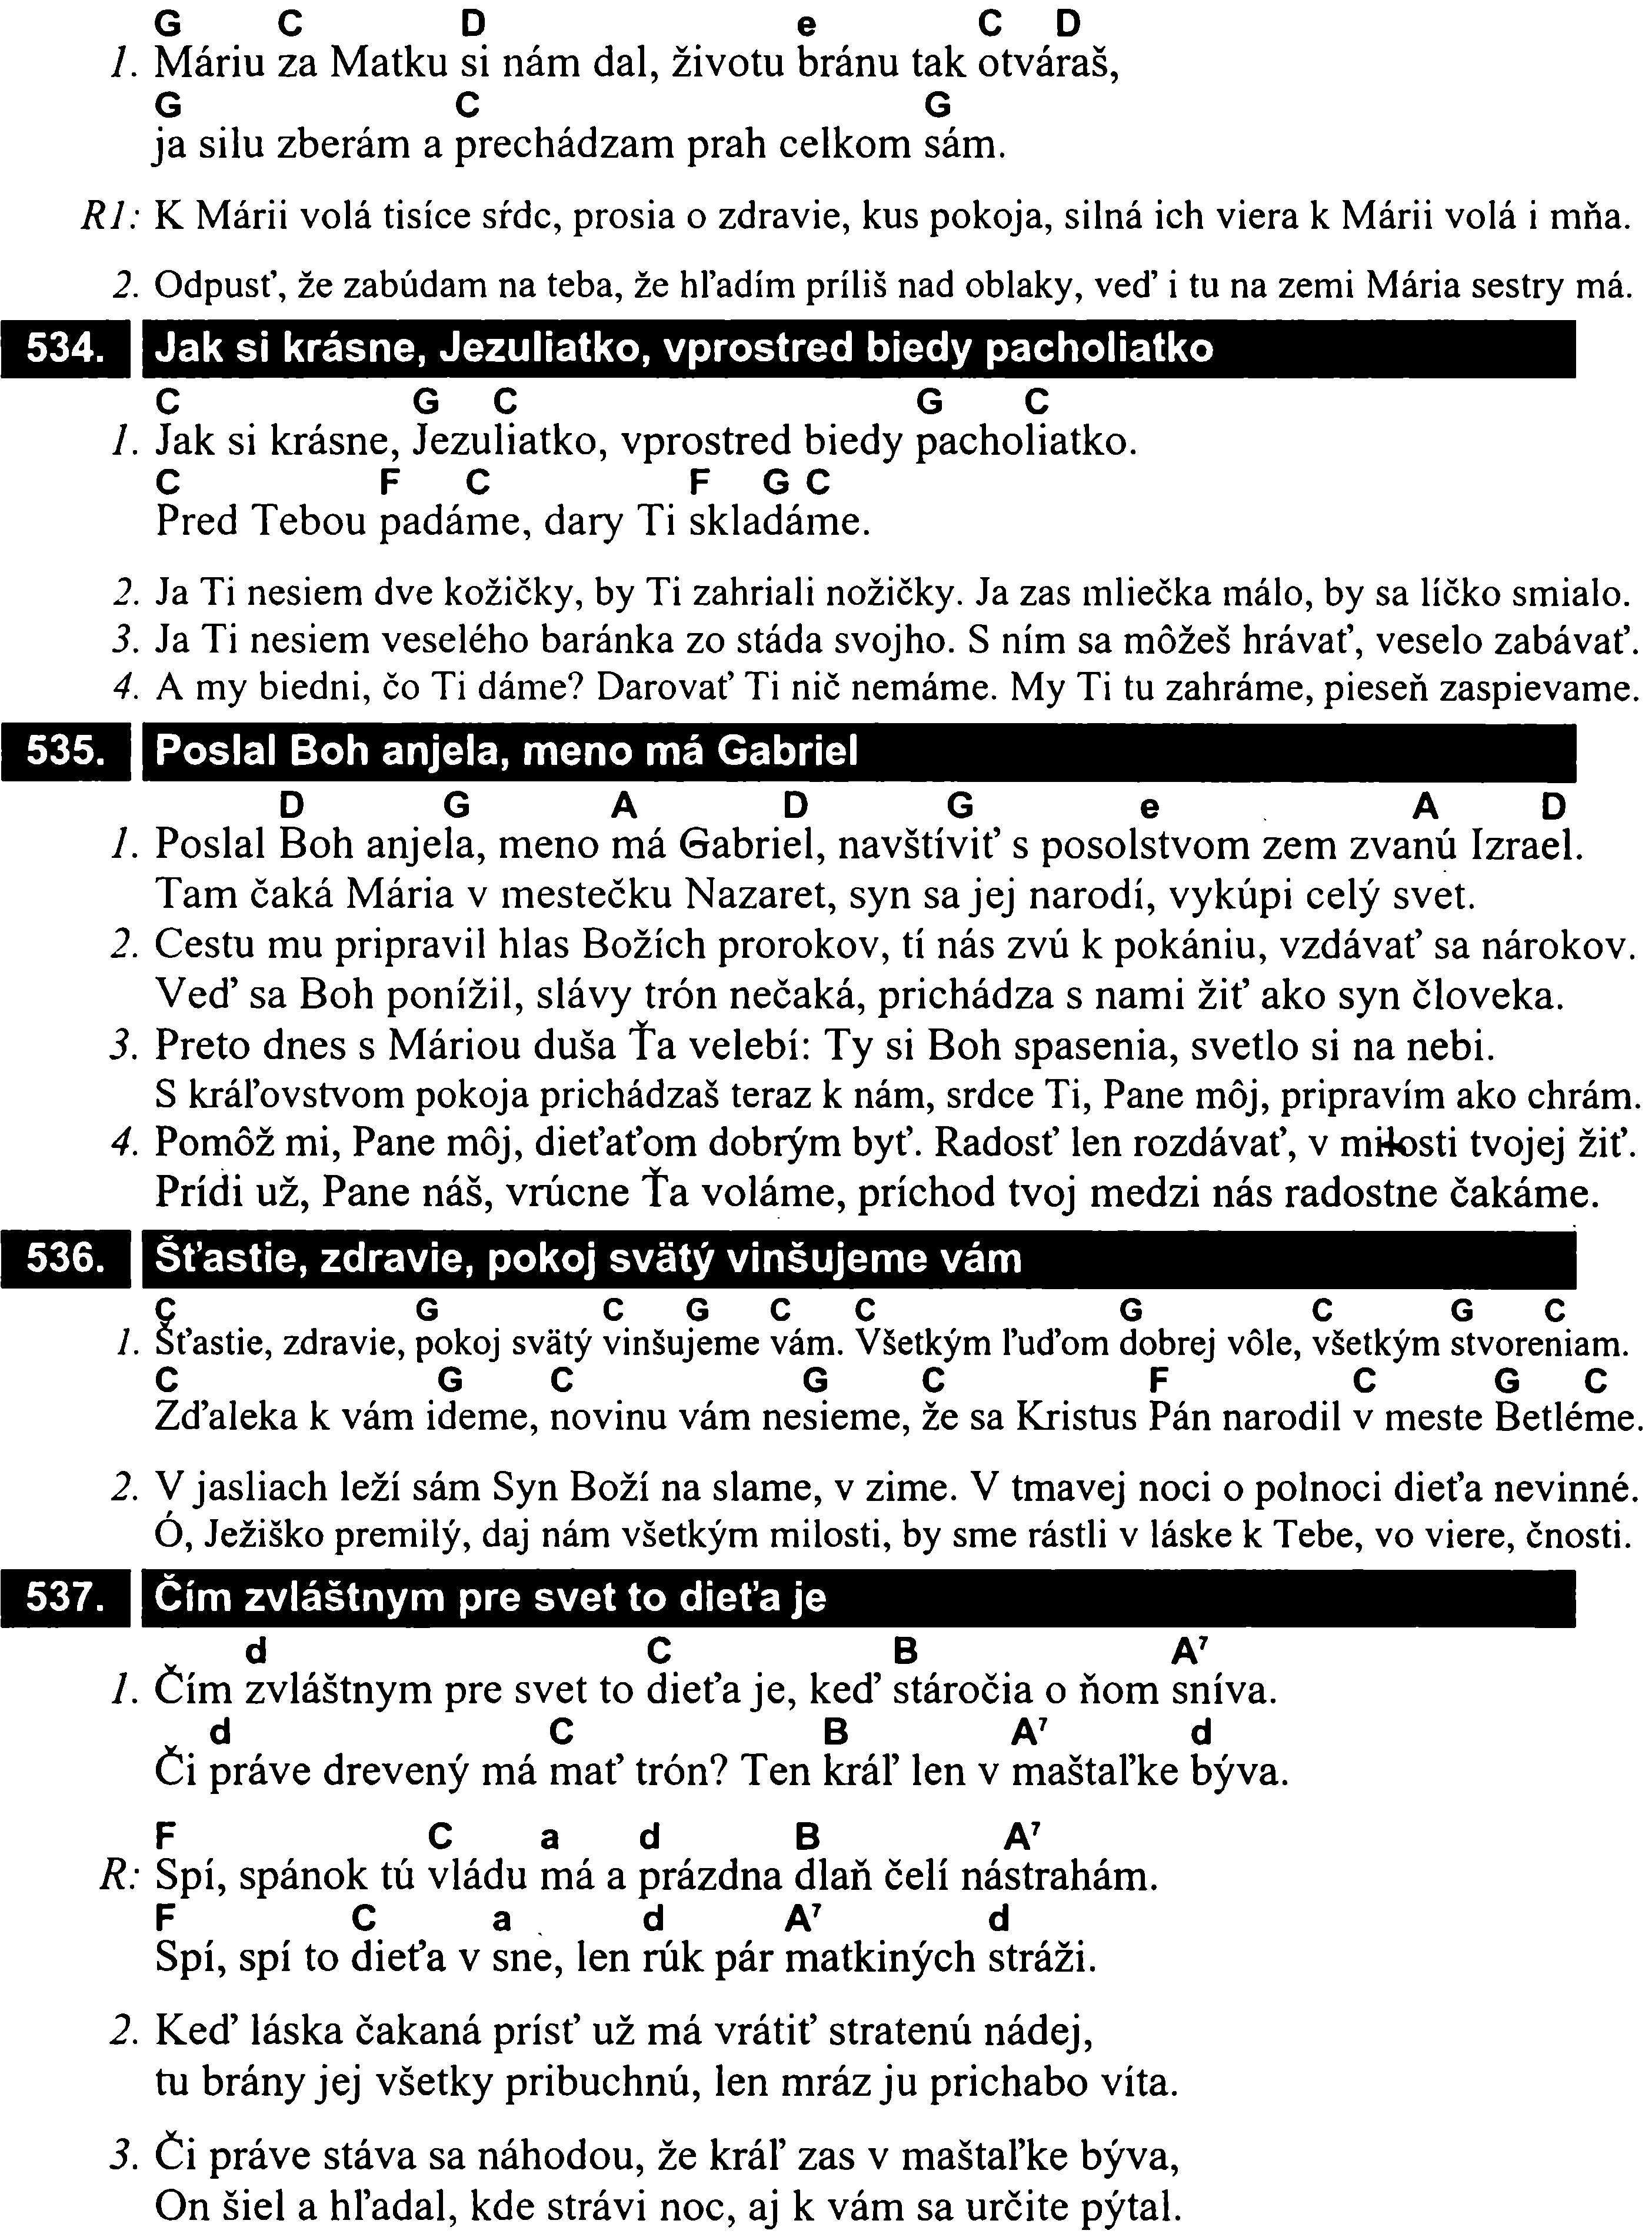 G C D e C D
1. Máriu za Matku si nám dal, životu bránu tak otváraš,
G C G
ja silu zberám a prechádzam prah celkom sám.
R1: K Márii volá tisíce sŕdc, prosia o zdravie, kus pokoja, silná ich viera k Márii volá i mňa.
2. Odpusť, že zabúdam na teba, že hľadím príliš nad oblaky, veď i tu na zemi Mária sestry má.
534. Jak si krásne, Jezuliatko, vprostred biedy pacholiatko
C G C G C
1. Jak si krásne, Jezuliatko, vprostred biedy pacholiatko.
C F C F G C
Pred Tebou padáme, dary Ti skladáme.
2. Ja Ti nesiem dve kožičky, by Ti zahriali nožičky. Ja zas mliečka málo, by sa líčko smialo.
3. Ja Ti nesiem veselého baránka zo stáda svojho. S ním sa môžeš hrávať, veselo zabávať.
4. A my biedni, čo Ti dáme? Darovať Ti nič nemáme. My Ti tu zahráme, pieseň zaspievame.
535. Poslal Boh anjela, meno má Gabriel
D G A D G e A D
1. Poslal Boh anjela, meno má Gabriel, navštíviť s posolstvom zem zvanú Izrael.
Tam čaká Mária v mestečku Nazaret, syn sa jej narodí, vykúpi celý svet.
2. Cestu mu pripravil hlas Božích prorokov, tí nás zvú k pokániu, vzdávať sa nárokov.
Veď sa Boh ponížil, slávy trón nečaká, prichádza s nami žiť ako syn človeka.
3. Preto dnes s Máriou duša Ťa velebí: Ty si Boh spasenia, svetlo si na nebi.
S kráľovstvom pokoja prichádzaš teraz k nám, srdce Ti, Pane môj, pripravím ako chrám.
4. Pomôž mi, Pane môj, dieťaťom dobrým byť. Radosť len rozdávať, v milosti tvojej žiť.
Prídi už, Pane náš, vrúcne Ťa voláme, príchod tvoj medzi nás radostne čakáme.
536. Šťastie, zdravie, pokoj svätý vinšujeme vám
C G C G C C G C G C
1. Šťastie, zdravie, pokoj svätý vinšujeme vám. Všetkým ľuďom dobrej vôle, všetkým stvoreniam.
C G C G C F C G C
Zďaleka k vám ideme, novinu vám nesieme, že sa Kristus Pán narodil v meste Betléme.
2. V jasliach leží sám Syn Boží na slame, v zime. V tmavej noci o polnoci dieťa nevinné.
Ó, Ježiško premilý, daj nám všetkým milosti, by sme rástli v láske k Tebe, vo viere, čnosti.
537. Čím zvláštnym pre svet to dieťa je
d C B A⁷
1. Čím zvláštnym pre svet to dieťa je, keď stáročia o ňom sníva.
d C B A⁷ d
Či práve drevený má mať trón? Ten kráľ len v maštaľke býva.
F C a d B A⁷
R: Spí, spánok tú vládu má a prázdna dlaň čelí nástrahám.
F C a d A⁷ d
Spí, spí to dieťa v sne, len rúk pár matkiných stráži.
2. Keď láska čakaná prísť už má vrátiť stratenú nádej,
tu brány jej všetky pribuchnú, len mráz ju prichabo víta.
3. Či práve stáva sa náhodou, že kráľ zas v maštaľke býva,
On šiel a hľadal, kde strávi noc, aj k vám sa určite pýtal.